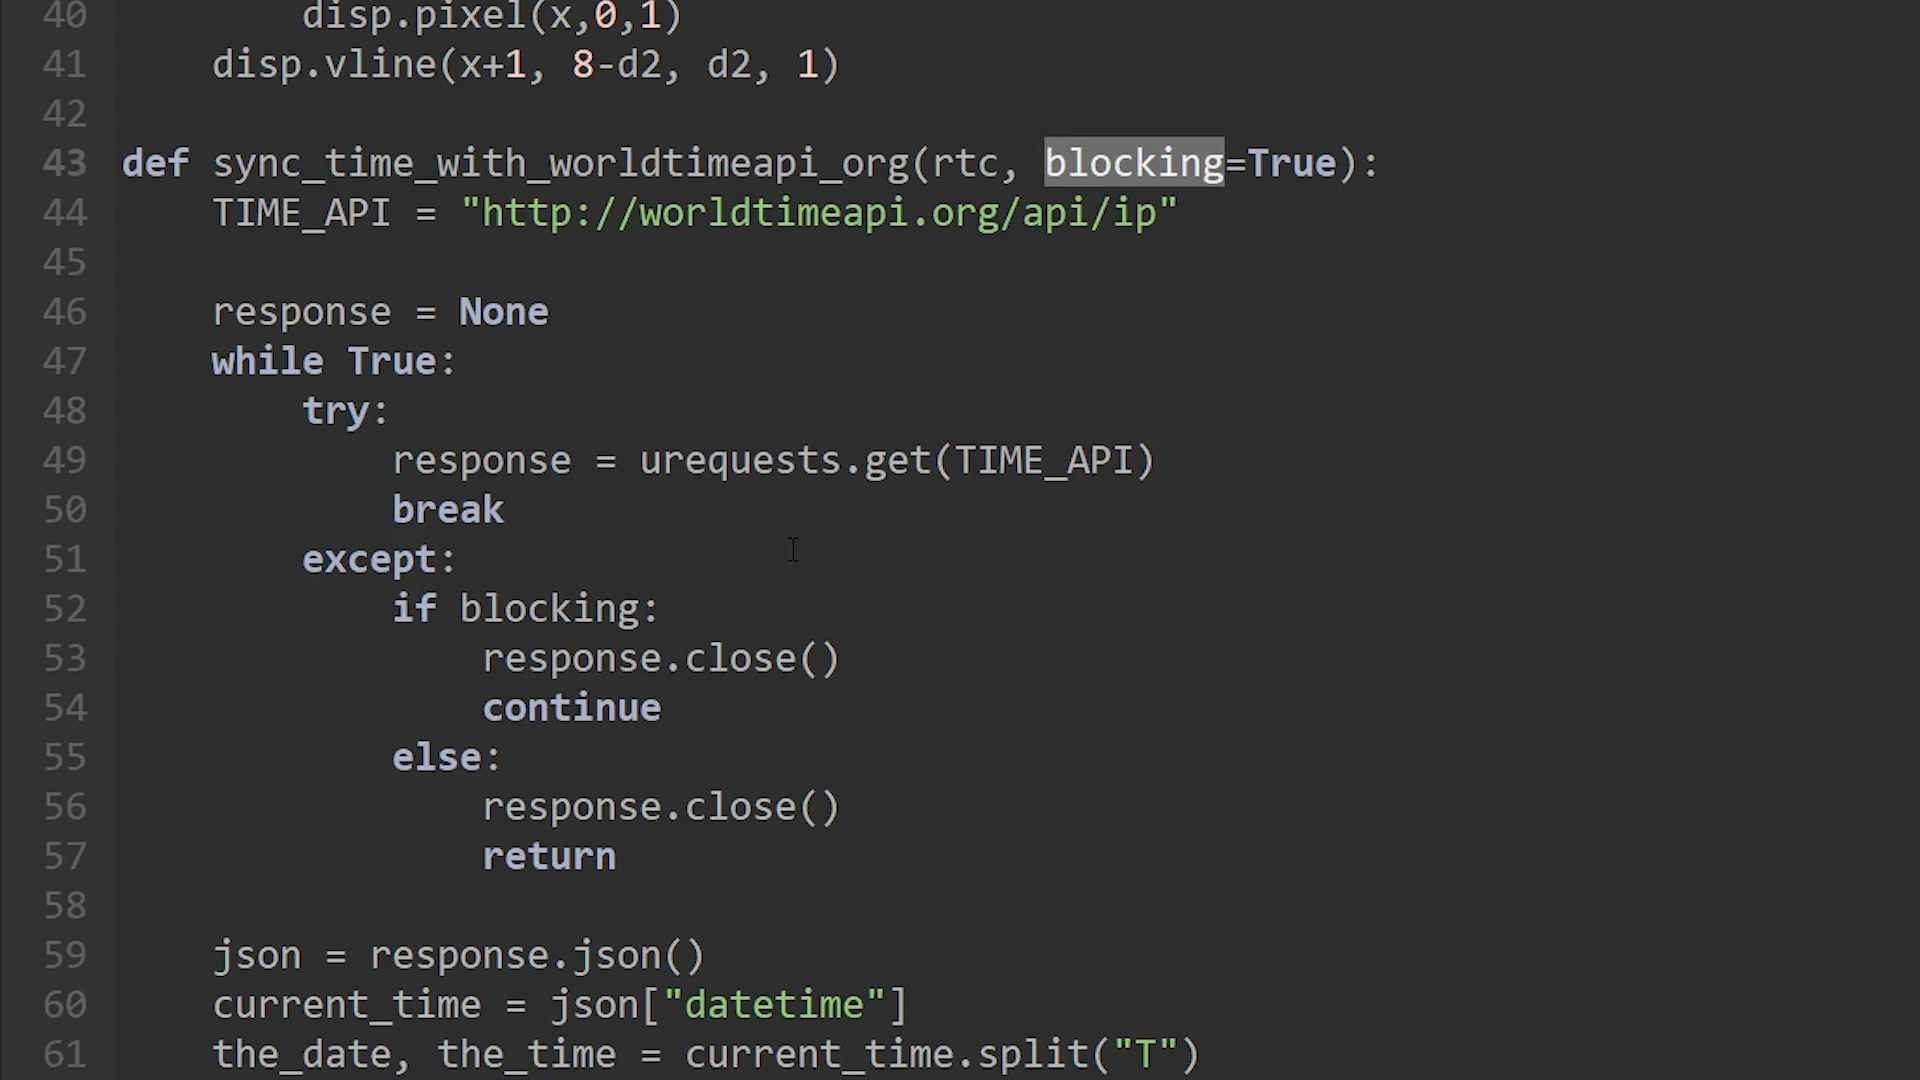 40 disp.pixel(x,0,1)
41 disp.vline(x+1, 8-d2, d2, 1)
42
43 def sync_time_with_worldtimeapi_org(rtc, blocking=True):
44 TIME_API = "http://worldtimeapi.org/api/ip"
45
46 response = None
47 while True:
48 try:
49 response = urequests.get(TIME_API)
50 break
51 except:
52 if blocking:
53 response.close()
54 continue
55 else:
56 response.close()
57 return
58
59 json = response.json()
60 current_time = json["datetime"]
61 the_date, the_time = current_time.split("T")